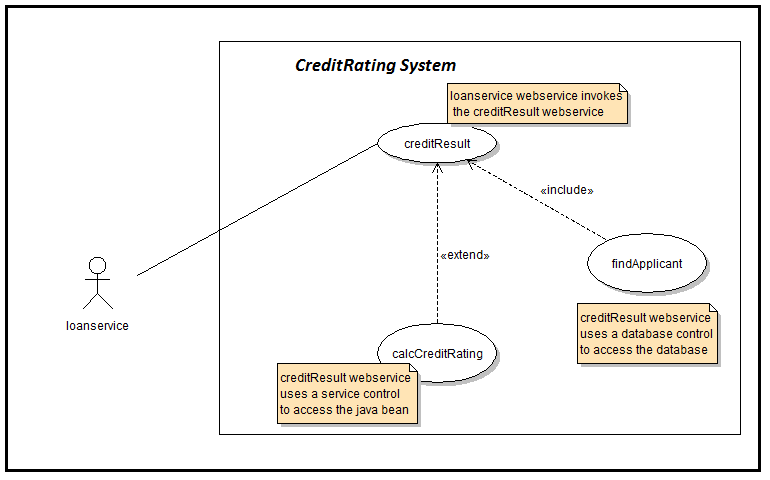 CreditRating System
loanservice webservice invokes
the creditResult webservice
creditResult
«include»
«extend»
findApplicant
loanservice
creditResult webservice
uses a database control
to access the database
calcCreditRating
creditResult webservice
uses a service control
to access the java bean